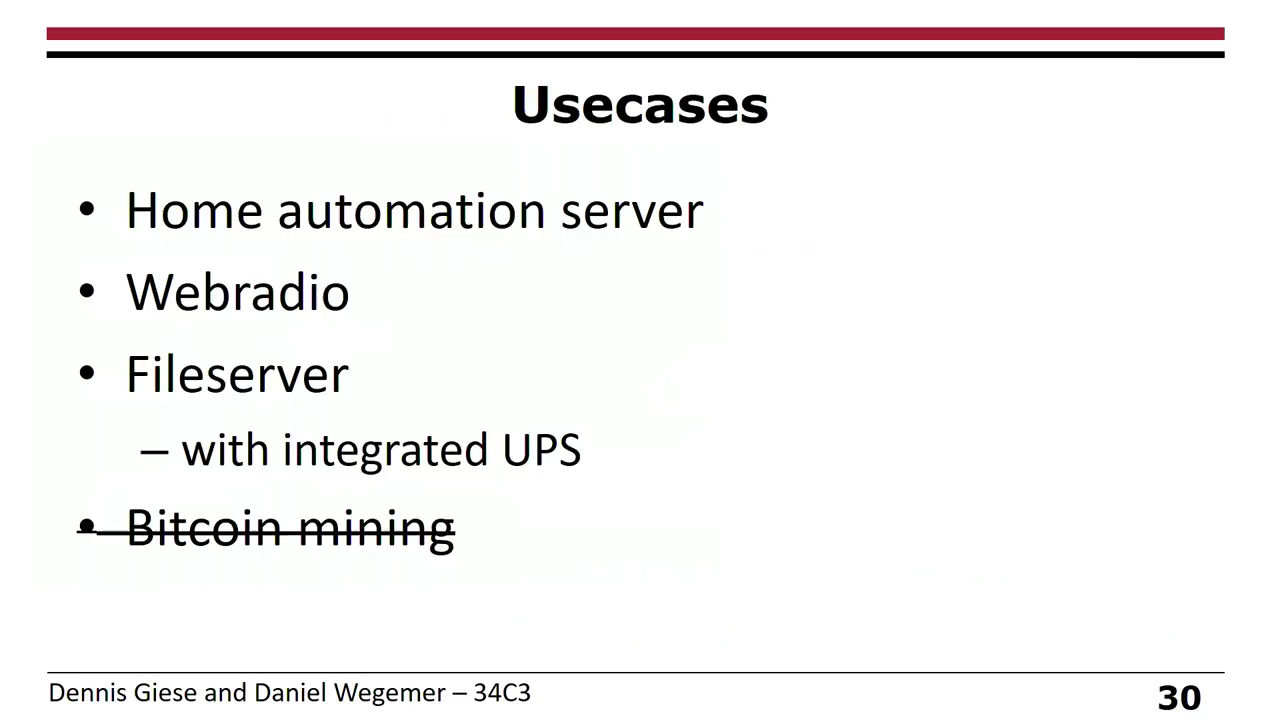 Usecases
• Home automation server
• Webradio
• Fileserver
– with integrated UPS
• Bitcoin mining
Dennis Giese and Daniel Wegemer – 34C3
30